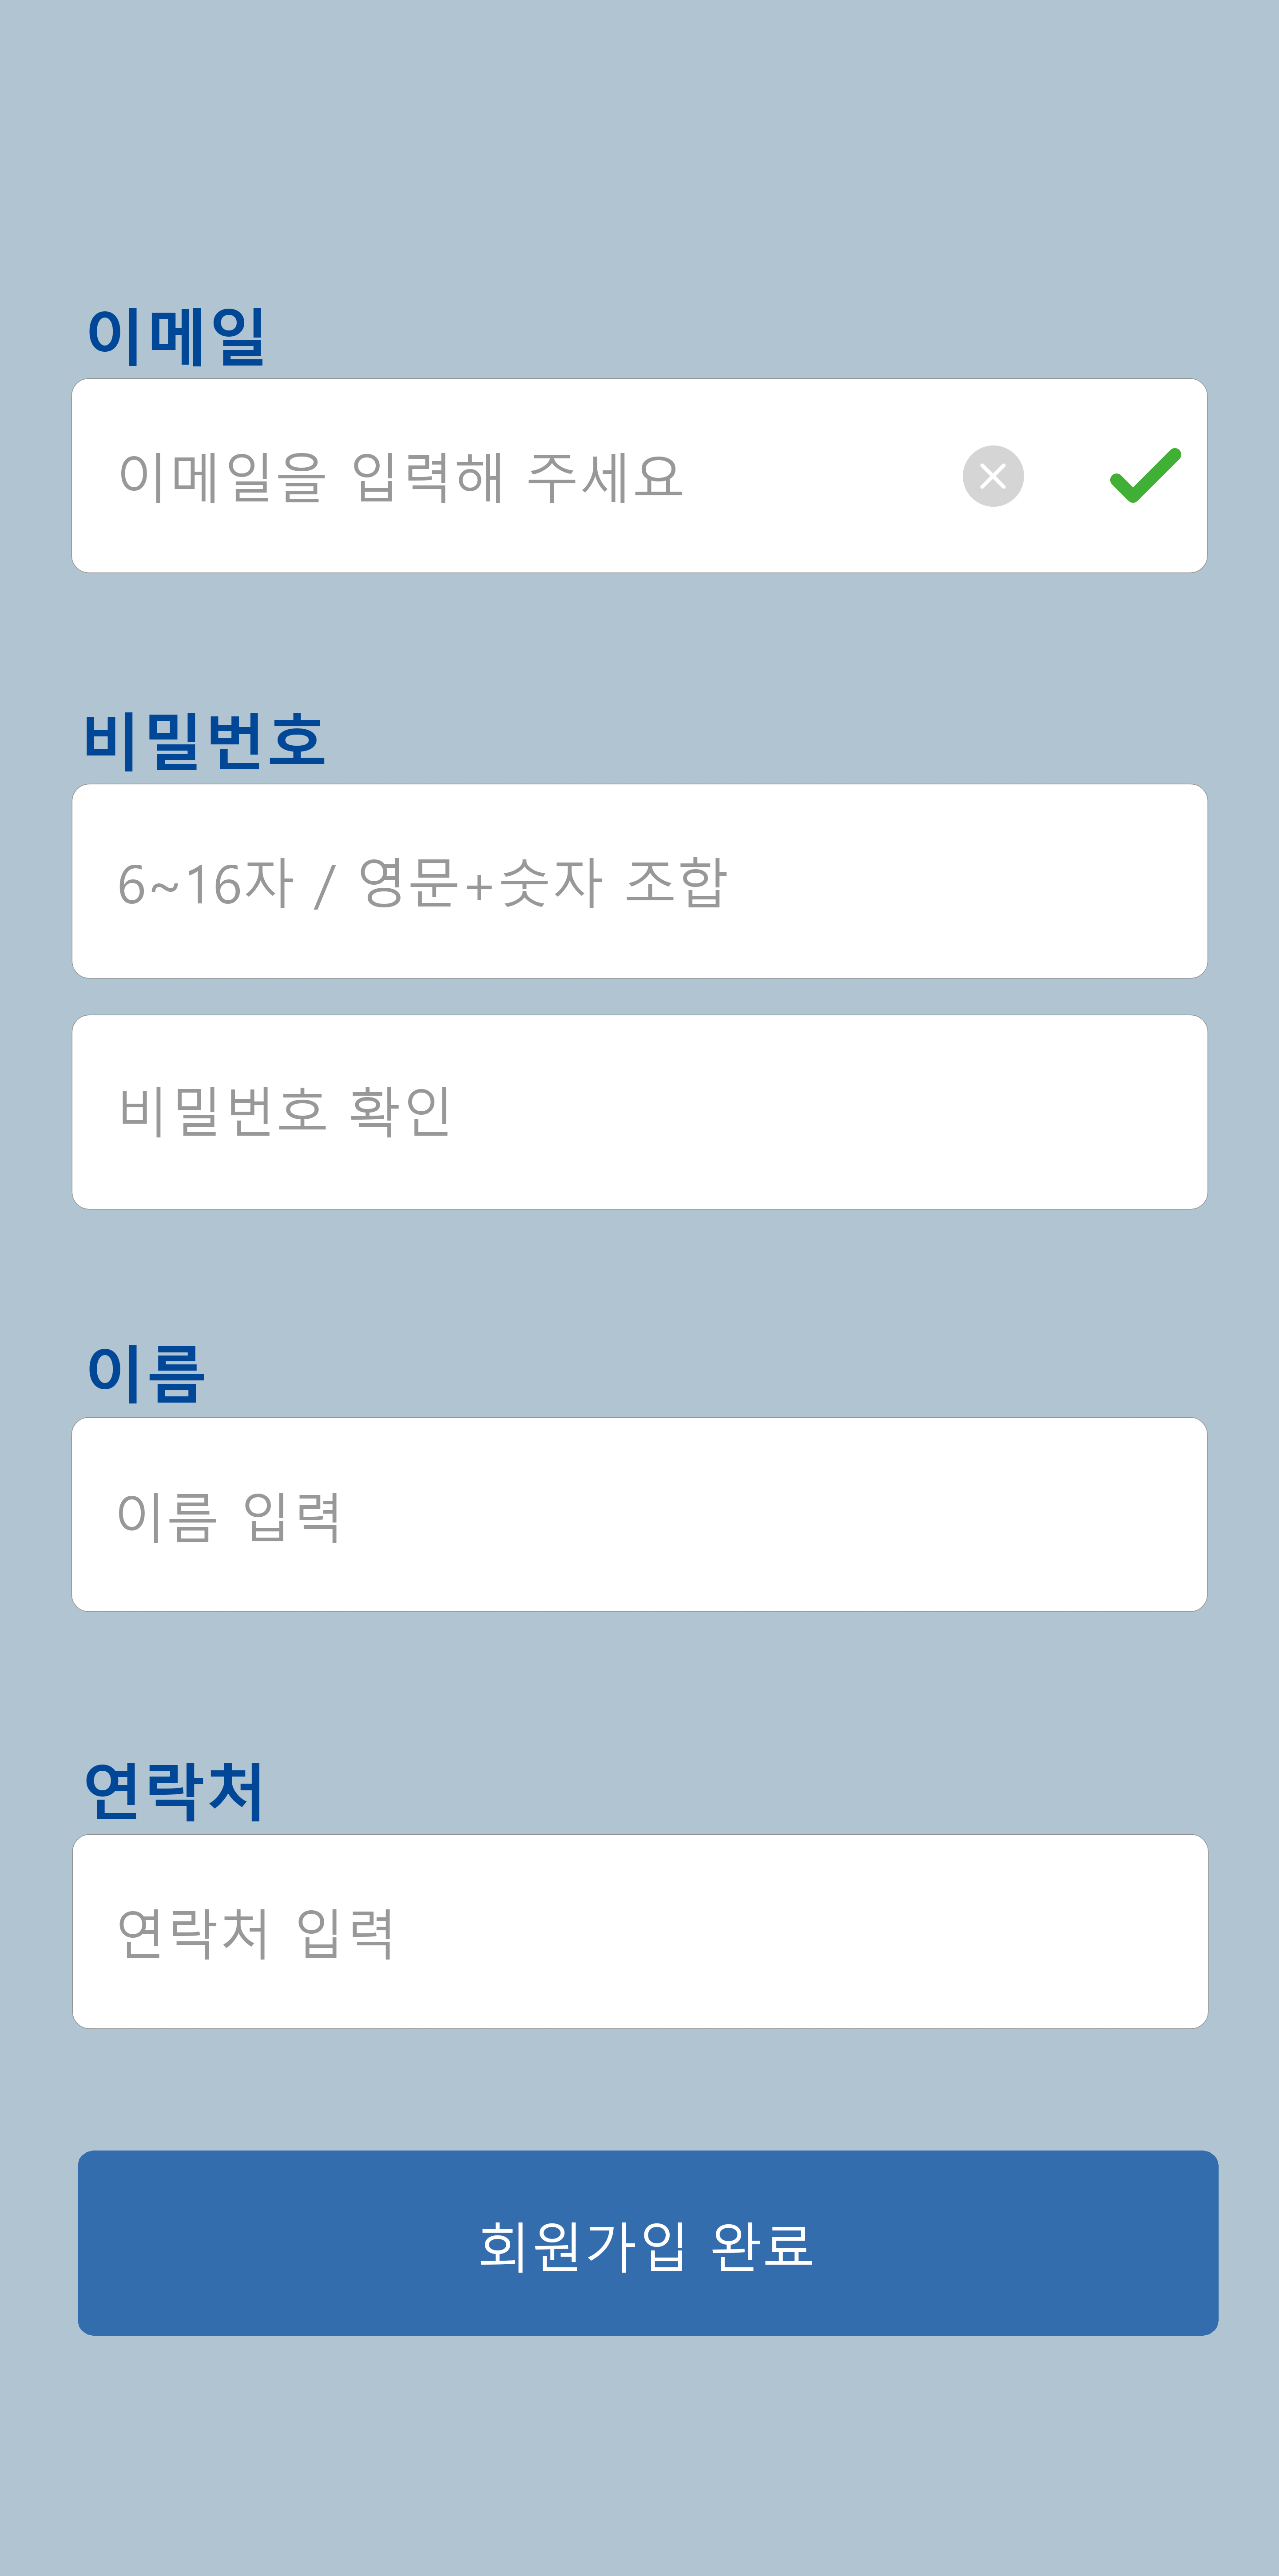 이메일
이메일을 입력해 주세요
비밀번호
6~16자 / 영문+숫자 조합
비밀번호 확인
이름
이름 입력
연락처
연락처 입력
회원가입 완료